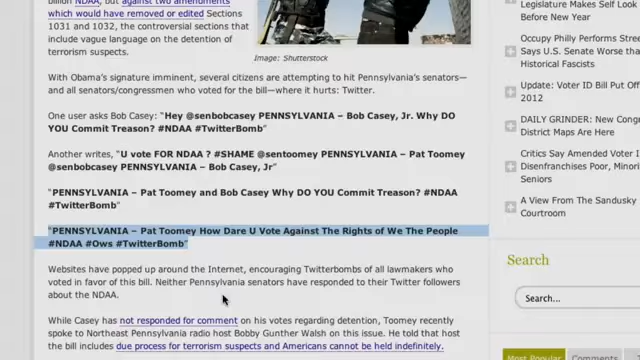 billion NDAA, but against two amendments
which would have removed or edited Sections
1031 and 1032, the controversial sections that
include vague language on the detention of
terrorism suspects.
Image: Shutterstock
With Obama's signature imminent, several citizens are attempting to hit Pennsylvania's senators—
and all senators/congressmen who voted for the bill—where it hurts: Twitter.
One user asks Bob Casey: "Hey @senbobcasey PENNSYLVANIA – Bob Casey, Jr. Why DO
YOU Commit Treason? #NDAA #TwitterBomb"
Another writes, "U vote FOR NDAA ? #SHAME @sentoomey PENNSYLVANIA – Pat Toomey
@senbobcasey PENNSYLVANIA – Bob Casey, Jr"
"PENNSYLVANIA – Pat Toomey and Bob Casey Why DO YOU Commit Treason? #NDAA
#TwitterBomb"
"PENNSYLVANIA – Pat Toomey How Dare U Vote Against The Rights of We The People
#NDAA #Ows #TwitterBomb"
Websites have popped up around the Internet, encouraging Twitterbombs of all lawmakers who
voted in favor of this bill. Neither Pennsylvania senators have responded to their Twitter followers
about the NDAA.
While Casey has not responded for comment on his votes regarding detention, Toomey recently
spoke to Northeast Pennsylvania radio host Bobby Gunther Walsh on this issue. He told that host
the bill includes due process for terrorism suspects and Americans cannot be held indefinitely.
Legislature Makes Self Look
Before New Year
Occupy Philly Performs Stree
Says U.S. Senate Worse tha
Historical Fascists
Update: Voter ID Bill Put Off
2012
DAILY GRINDER: New Cong
District Maps Are Here
Critics Say Amended Voter I
Disenfranchises Poor, Minori
Seniors
A View From The Sandusky
Courtroom
Search
Search...
Most Popular
Comments